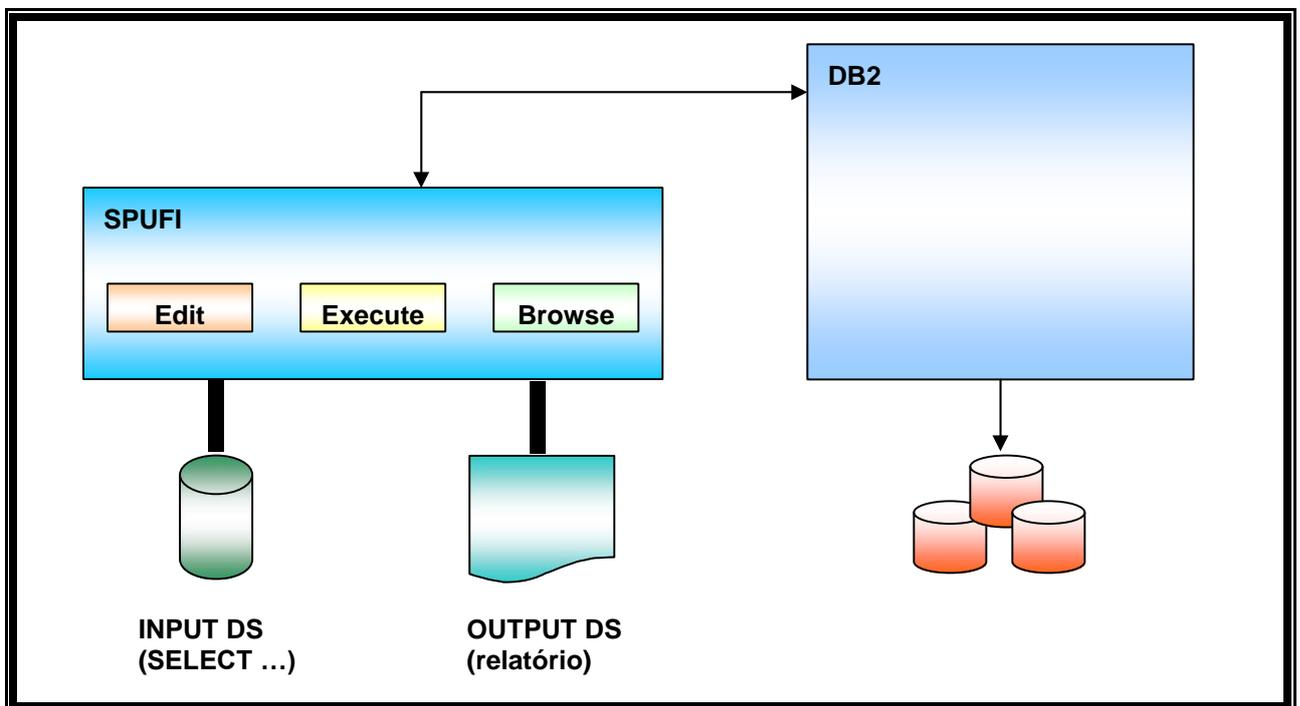 DB2
SPUFI
Edit
Execute
Browse
INPUT DS
(SELECT …)
OUTPUT DS
(relatório)